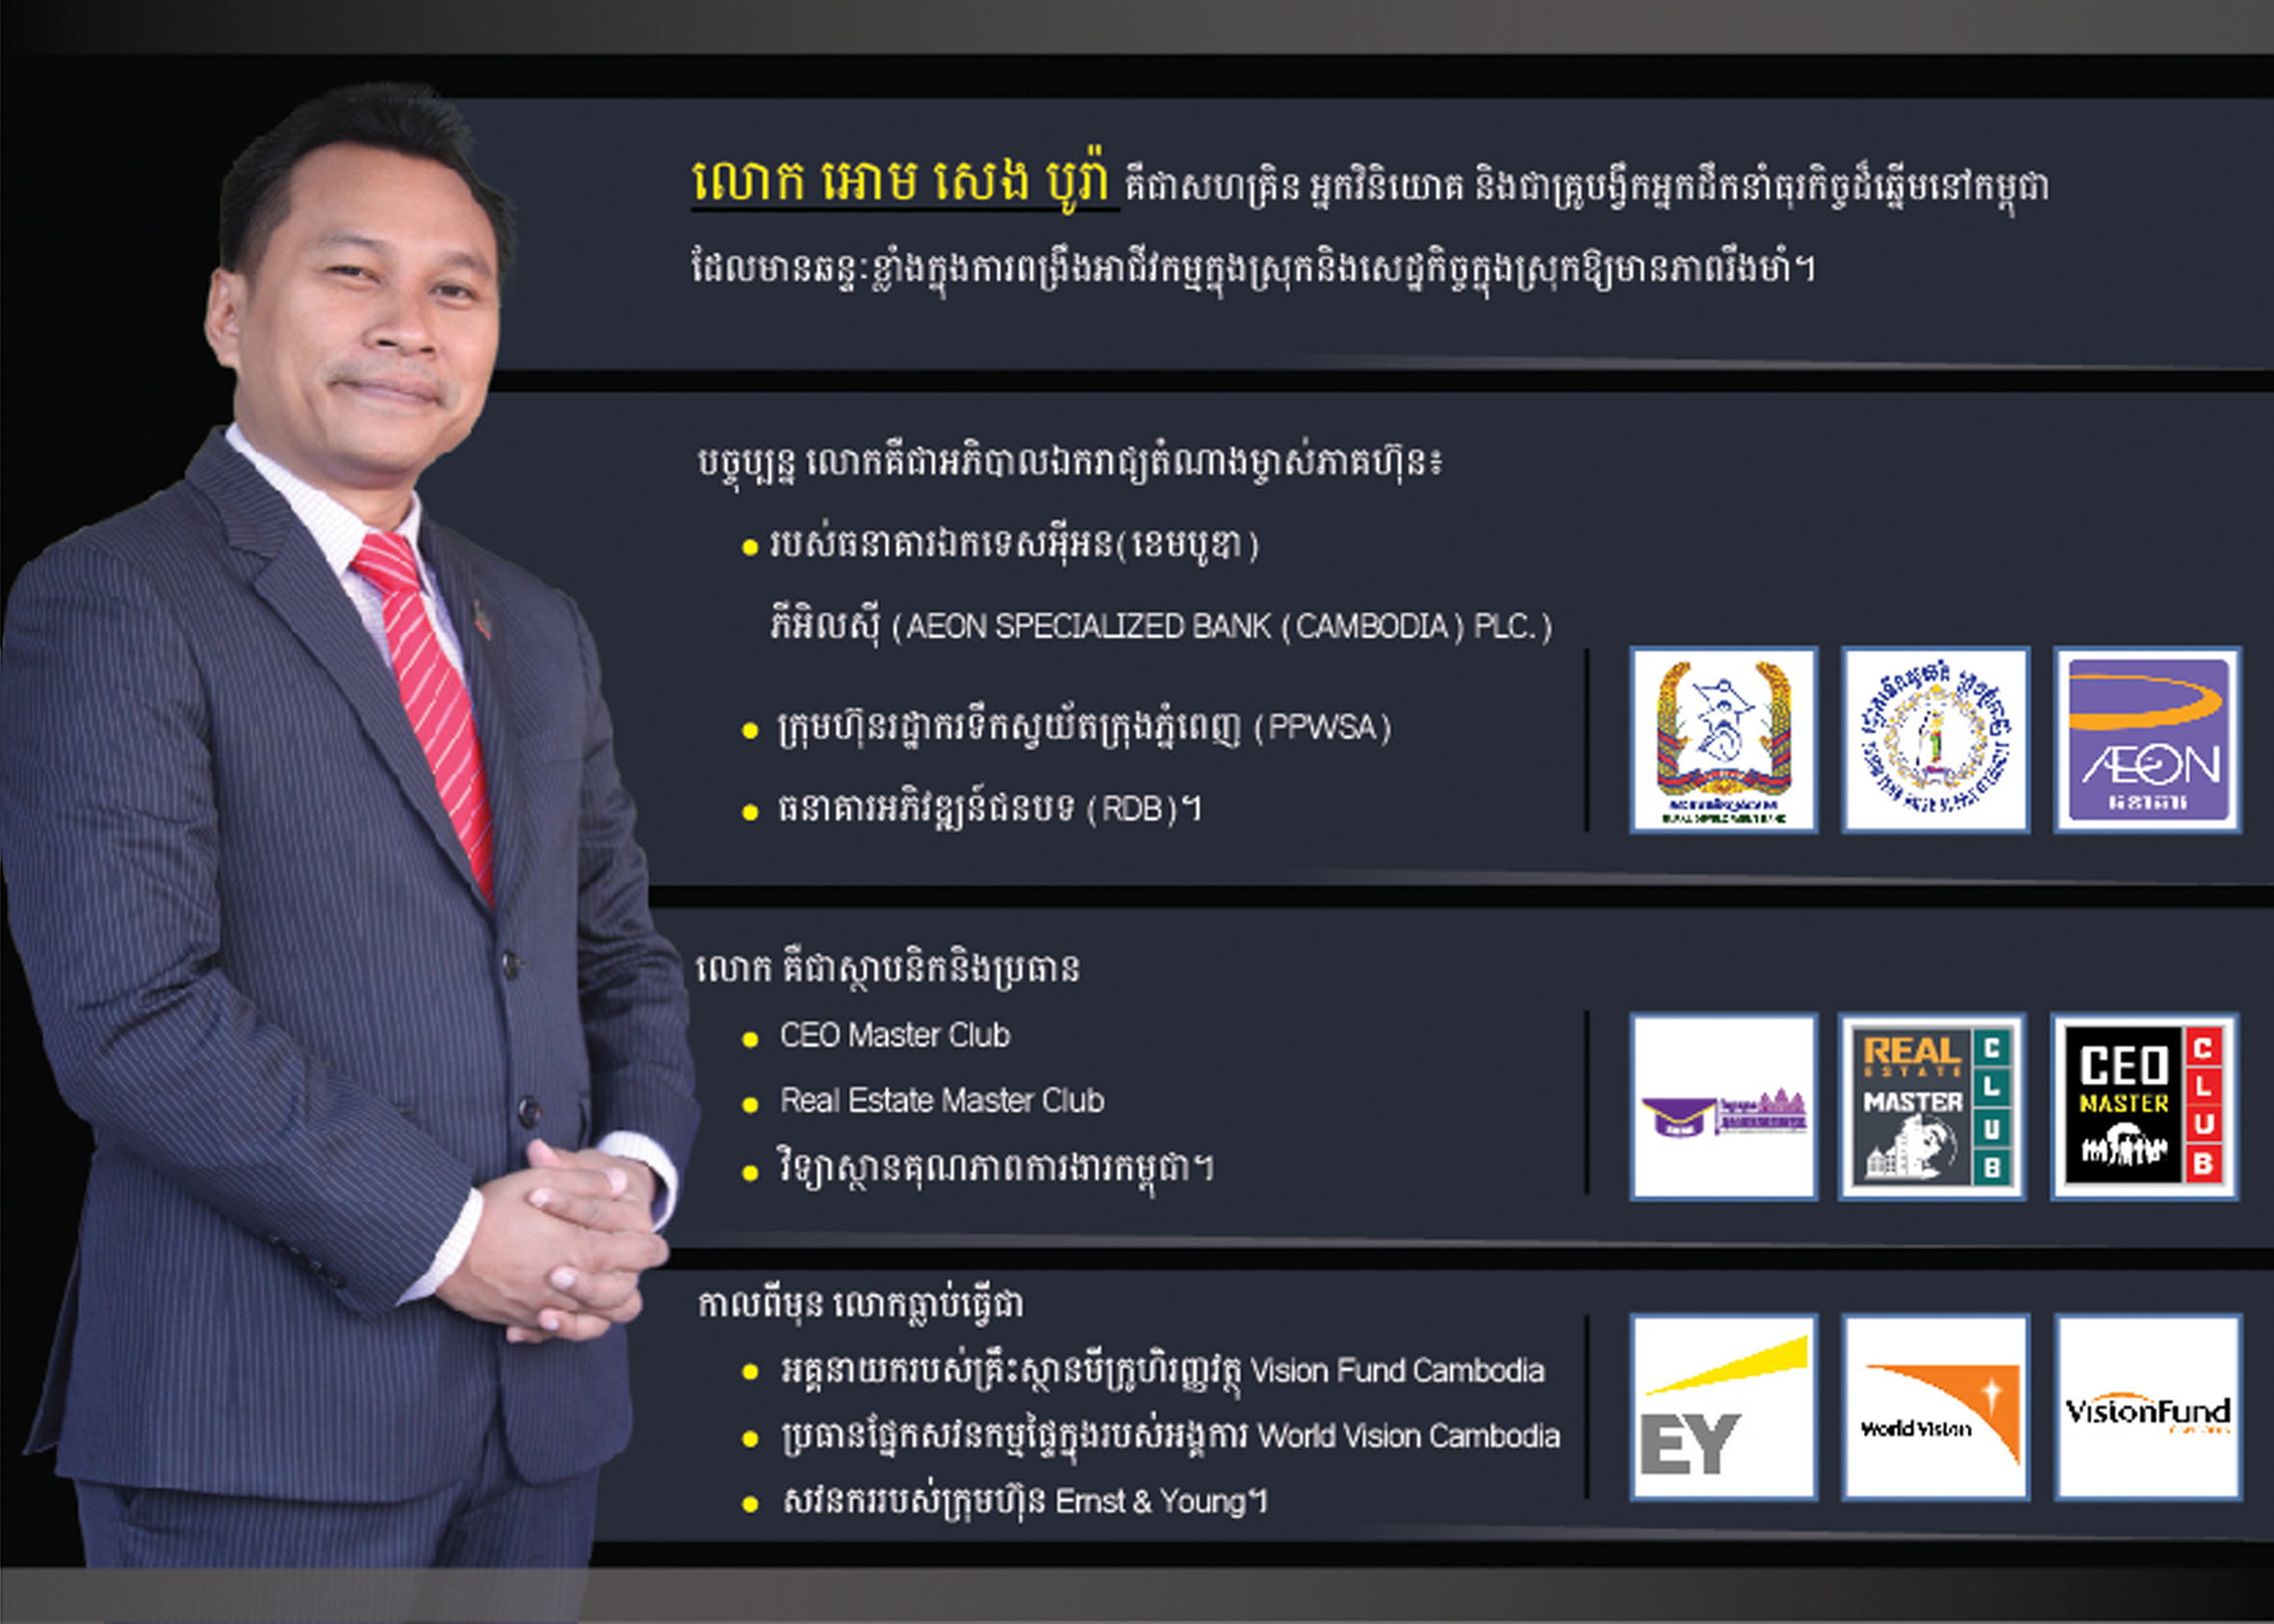 លោក អោម សេង បូរ៉ា គឺជាសហគ្រិន អ្នកវិនិយោគ និងជាគ្រូបង្វឹកអ្នកដឹកនាំធុរកិច្ចដ៏ឆ្នើមនៅកម្ពុជា
ដែលមានឆន្ទៈខ្លាំងក្នុងការពង្រឹងអាជីវកម្មក្នុងស្រុកនិងសេដ្ឋកិច្ចក្នុងស្រុកឱ្យមានភាពរឹងមាំ។
បច្ចុប្បន្ន លោកគឺជាអភិបាលឯករាជ្យតំណាងម្ចាស់ភាគហ៊ុន៖
• របស់ធនាគារឯកទេសអ៊ីអន(ខេមបូឌា)
ភីអិលស៊ី (AEON SPECIALIZED BANK (CAMBODIA) PLC.)
• ក្រុមហ៊ុនរដ្ឋាករទឹកស្វយ័តក្រុងភ្នំពេញ (PPWSA)
• ធនាគារអភិវឌ្ឍន៍ជនបទ (RDB)។
ÆON
ធនាគារ
លោក គឺជាស្ថាបនិកនិងប្រធាន
• CEO Master Club
• Real Estate Master Club
• វិទ្យាស្ថានគុណភាពការងារកម្ពុជា។
REAL
ESTATE
MASTER
CLUB
CEO
MASTER
CLUB
កាលពីមុន លោកធ្លាប់ធ្វើជា
• អគ្គនាយករបស់គ្រឹះស្ថានមីក្រូហិរញ្ញវត្ថុ Vision Fund Cambodia
• ប្រធានផ្នែកសវនកម្មផ្ទៃក្នុងរបស់អង្គការ World Vision Cambodia
• សវនកររបស់ក្រុមហ៊ុន Ernst & Young។
EY
World Vision
VisionFund